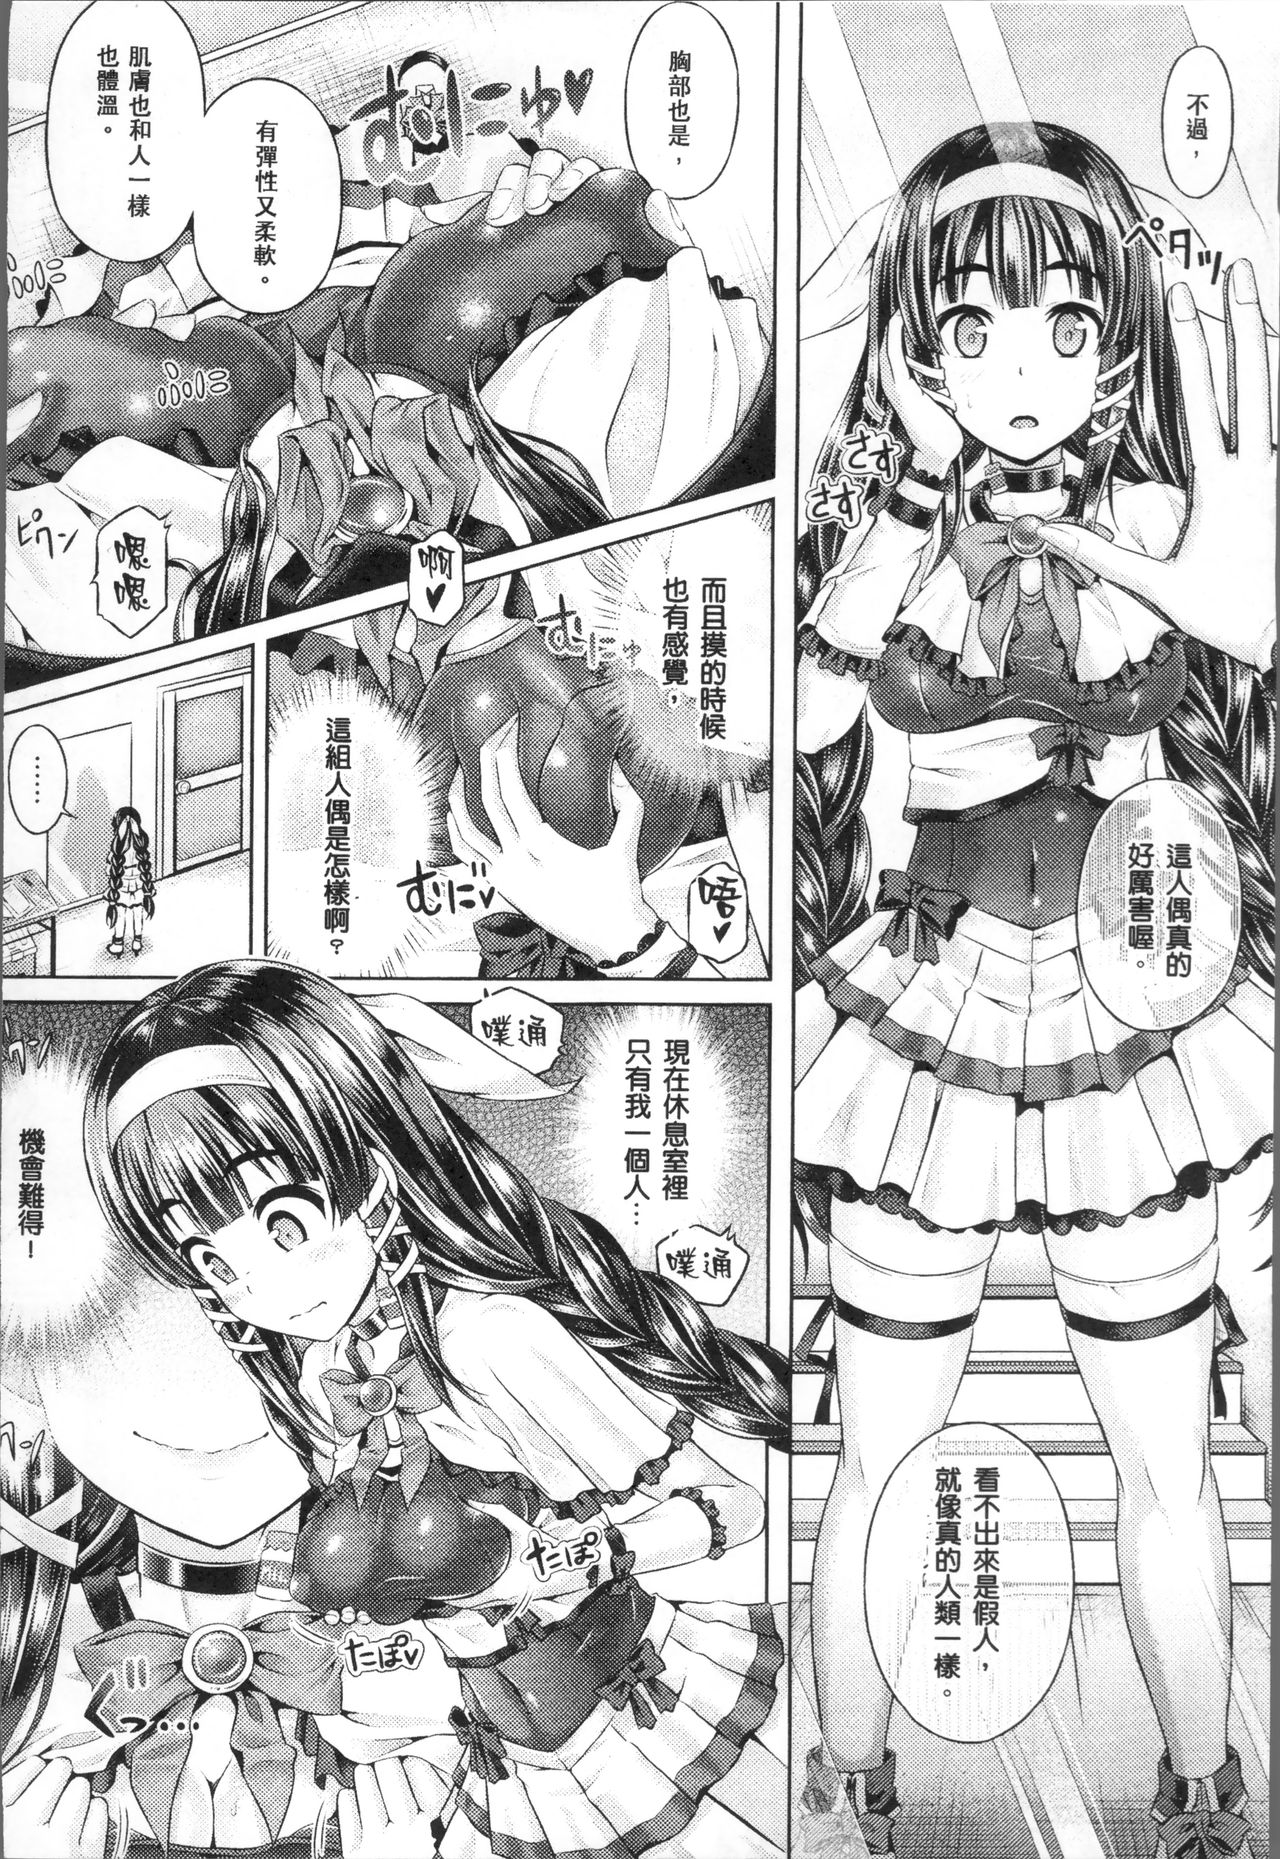 不過，
ペタッ
さす
さす
這人偶真的
好厲害喔。
看不出來是假人，
就像真的人類一樣。
胸部也是，
むにゅ♥
有彈性又柔軟。
肌膚也和人一樣
也體溫。
ピクン
嗯
嗯
啊♥
而且摸的時候
也有感覺，
むにゅ
むに♥
唔♥
這組人偶是怎樣啊？
……
現在休息室裡
只有我一個人…
噗通
噗通
機會難得！
たぽ
たぽ♥
ぐっ…